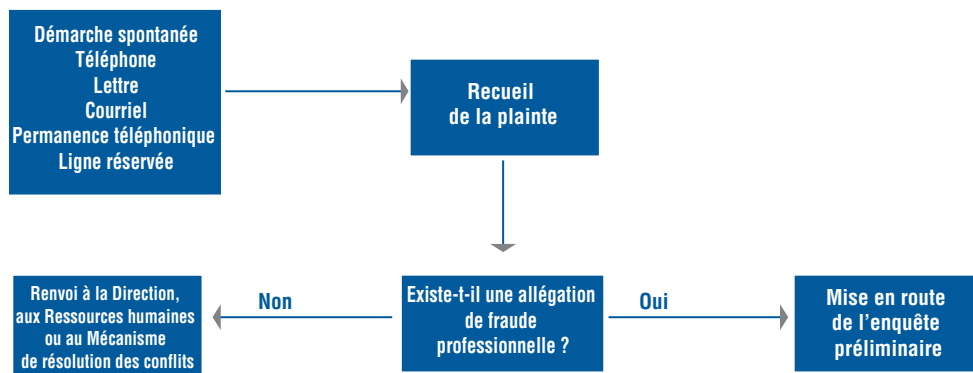 Démarche spontanée
Téléphone
Lettre
Courriel
Permanence téléphonique
Ligne réservée
Recueil
de la plainte
Renvoi à la Direction,
aux Ressources humaines
ou au Mécanisme
de résolution des conflits
Non
Existe-t-il une allégation
de fraude
professionnelle ?
Oui
Mise en route
de l'enquête
préliminaire